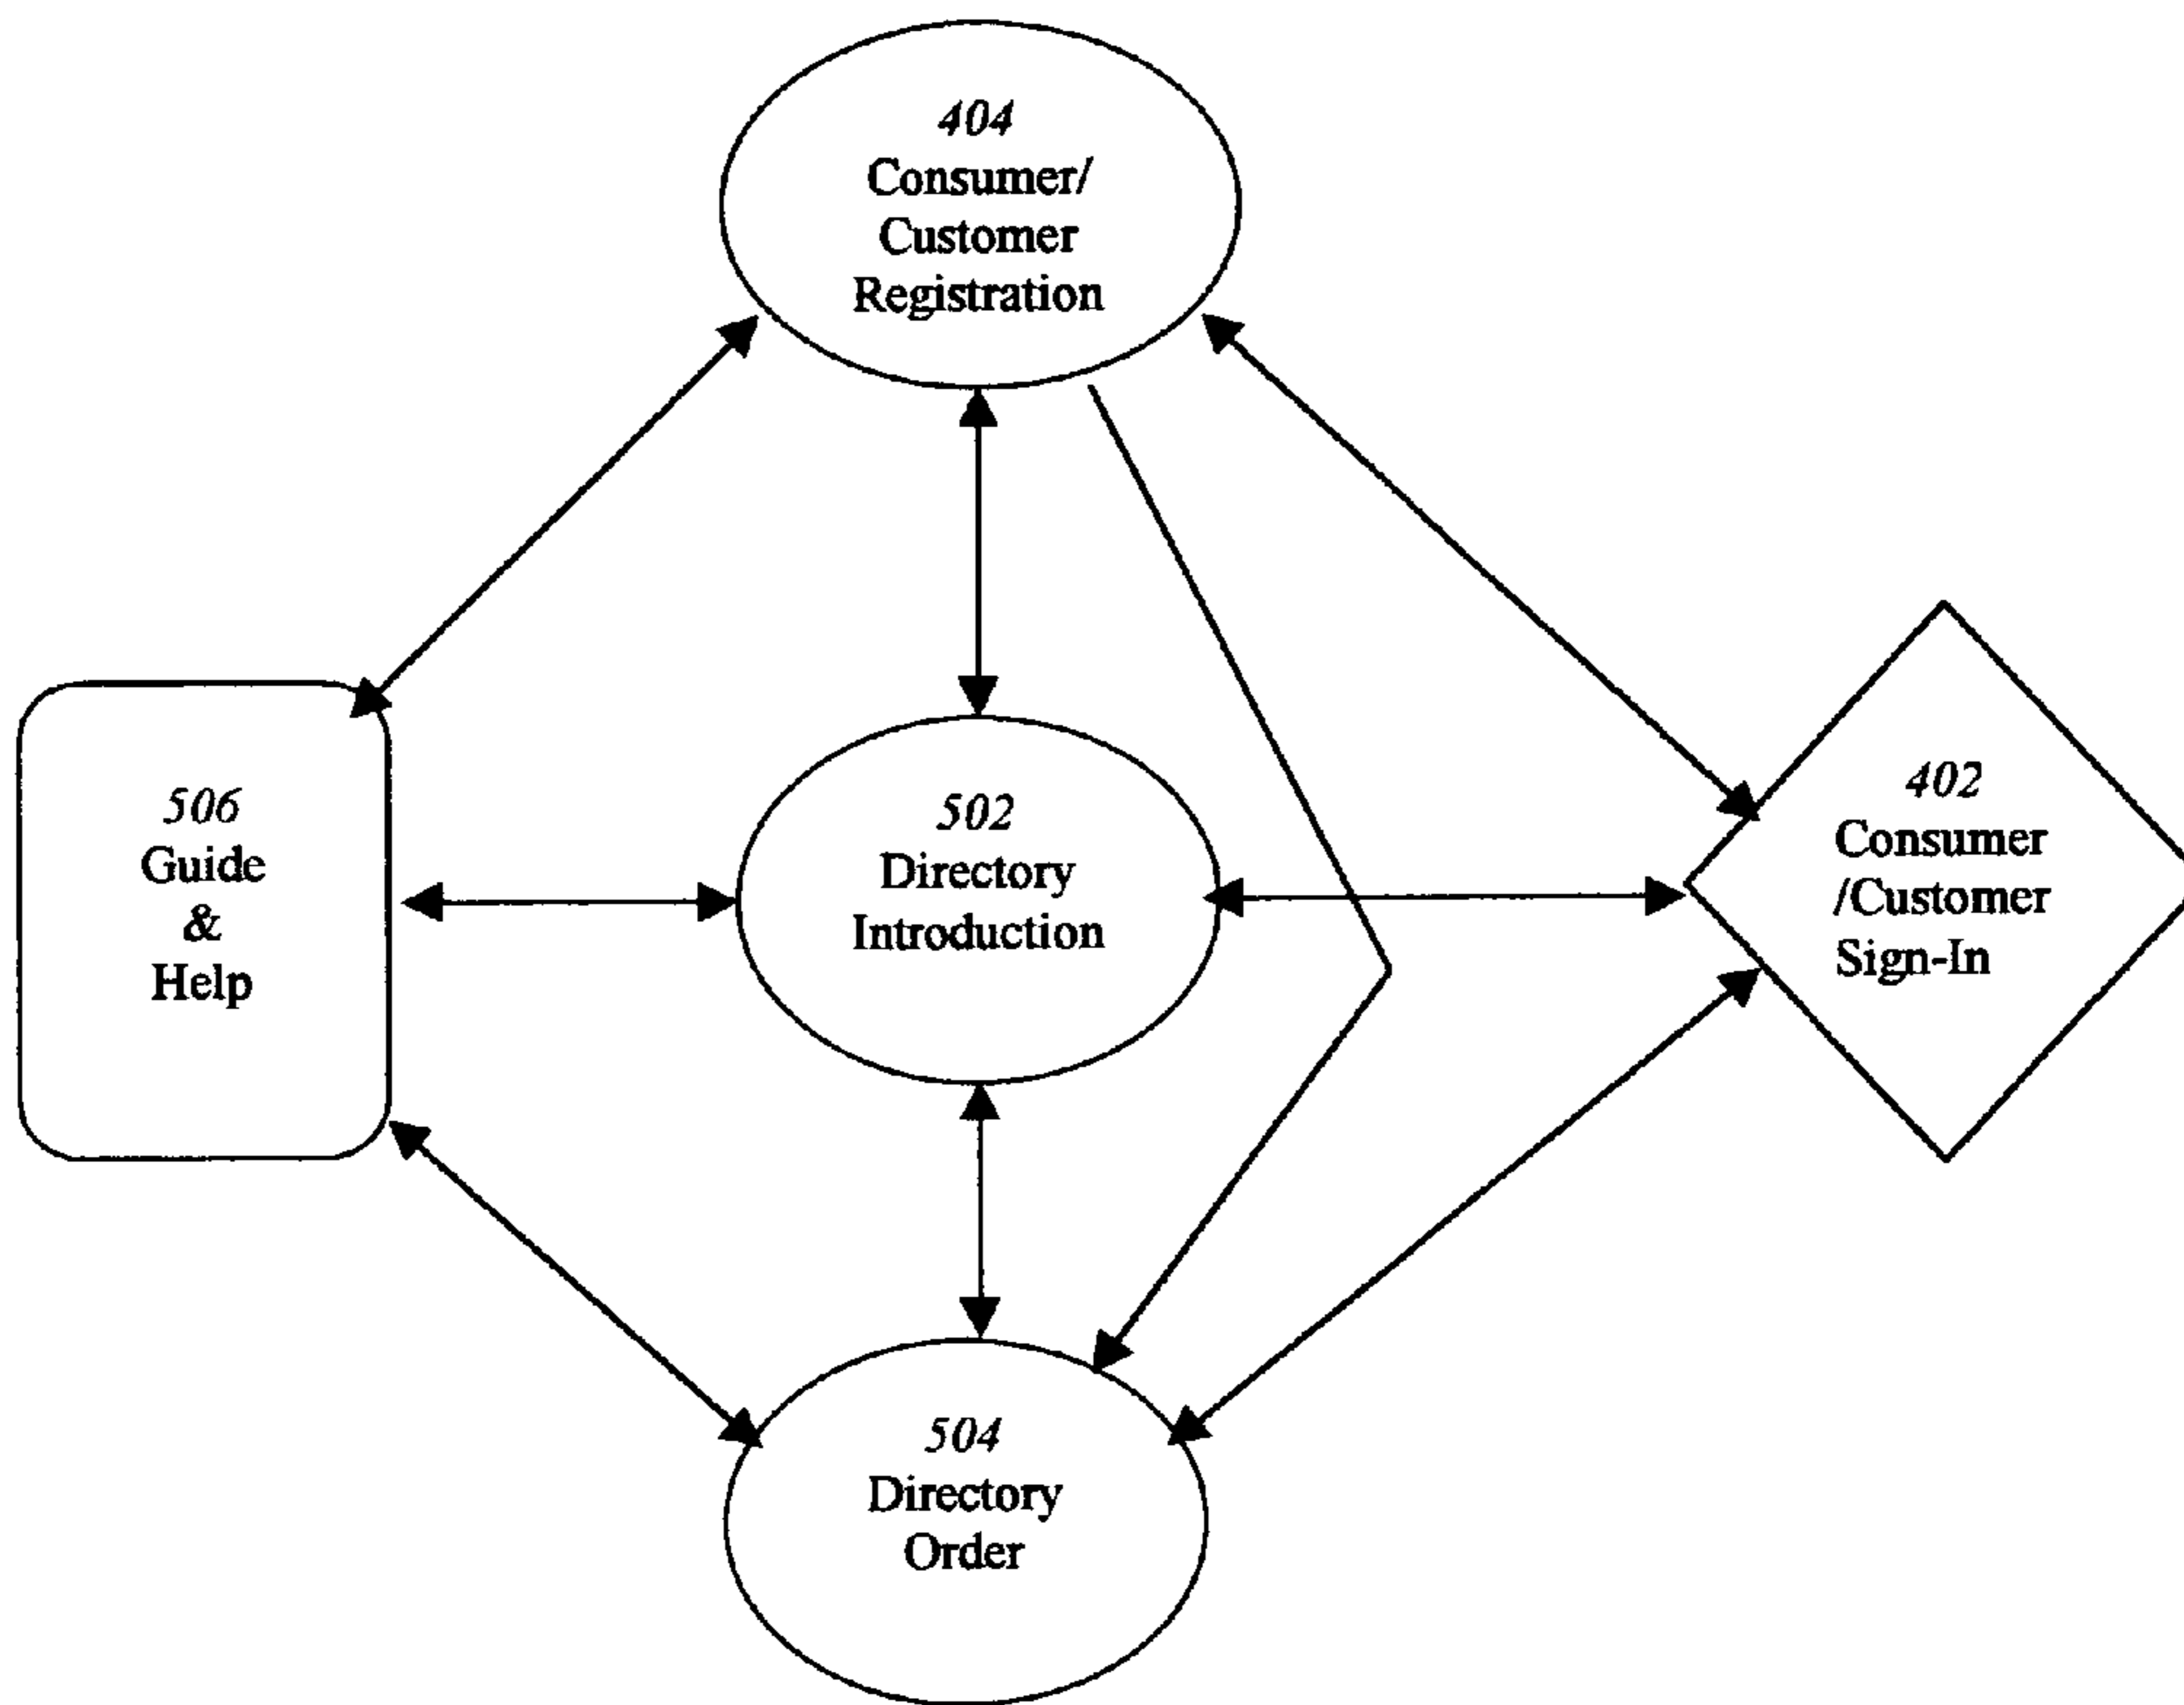 404
Consumer/
Customer
Registration
506
Guide
&
Help
502
Directory
Introduction
402
Consumer
/Customer
Sign-In
504
Directory
Order